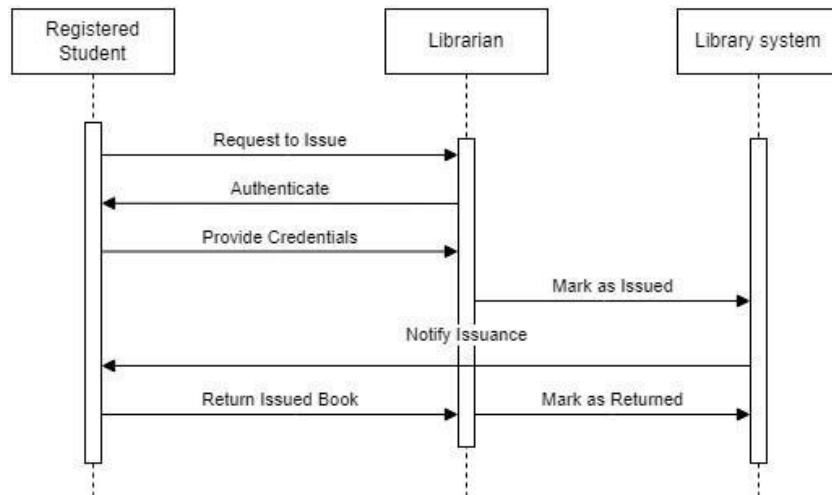 Registered
Student
Librarian
Library system
Request to Issue
Authenticate
Provide Credentials
Mark as Issued
Notify Issuance
Return Issued Book
Mark as Returned